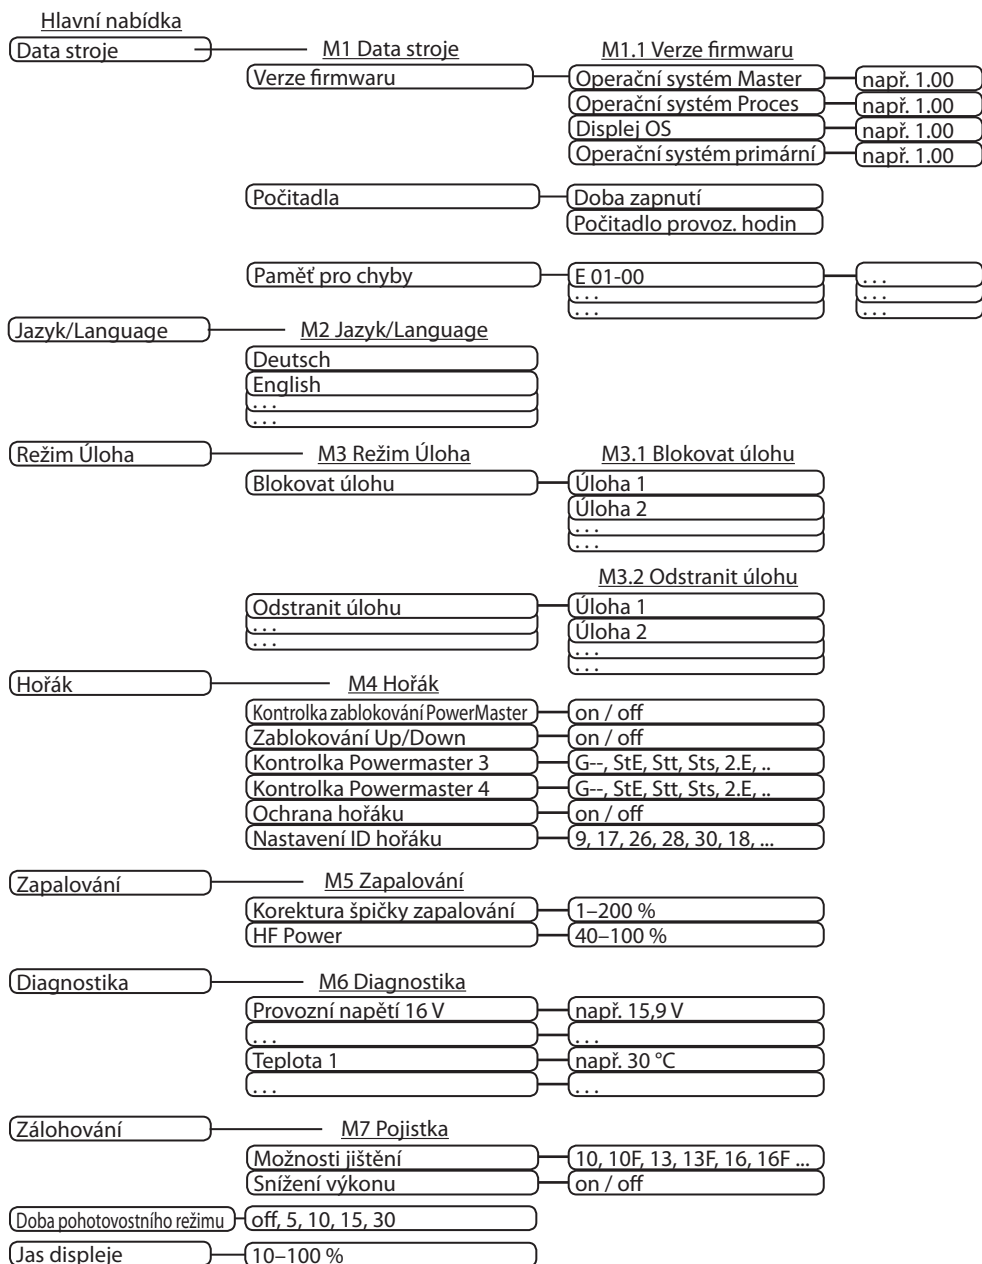 Hlavní nabídka
Data stroje M1 Data stroje M1.1 Verze firmwaru
Verze firmwaru Operační systém Master např. 1.00
Operační systém Proces např. 1.00
Displej OS např. 1.00
Operační systém primární např. 1.00
Počitadla Doba zapnutí
Počitadlo provoz. hodin
Paměť pro chyby E 01-00 . . .
. . . . . .
. . . . . .
Jazyk/Language M2 Jazyk/Language
Deutsch
English
. . .
. . .
Režim Úloha M3 Režim Úloha M3.1 Blokovat úlohu
Blokovat úlohu Úloha 1
Úloha 2
. . .
. . .
M3.2 Odstranit úlohu
Odstranit úlohu Úloha 1
. . . Úloha 2
. . . . . .
. . .
Hořák M4 Hořák
Kontrolka zablokování PowerMaster on / off
Zablokování Up/Down on / off
Kontrolka Powermaster 3 G--, StE, Stt, Sts, 2.E, ..
Kontrolka Powermaster 4 G--, StE, Stt, Sts, 2.E, ..
Ochrana hořáku on / off
Nastavení ID hořáku 9, 17, 26, 28, 30, 18, ...
Zapalování M5 Zapalování
Korektura špičky zapalování 1–200 %
HF Power 40–100 %
Diagnostika M6 Diagnostika
Provozní napětí 16 V např. 15,9 V
. . . . . .
Teplota 1 např. 30 °C
. . . . . .
Zálohování M7 Pojistka
Možnosti jištění 10, 10F, 13, 13F, 16, 16F ...
Snížení výkonu on / off
Doba pohotovostního režimu off, 5, 10, 15, 30
Jas displeje 10–100 %